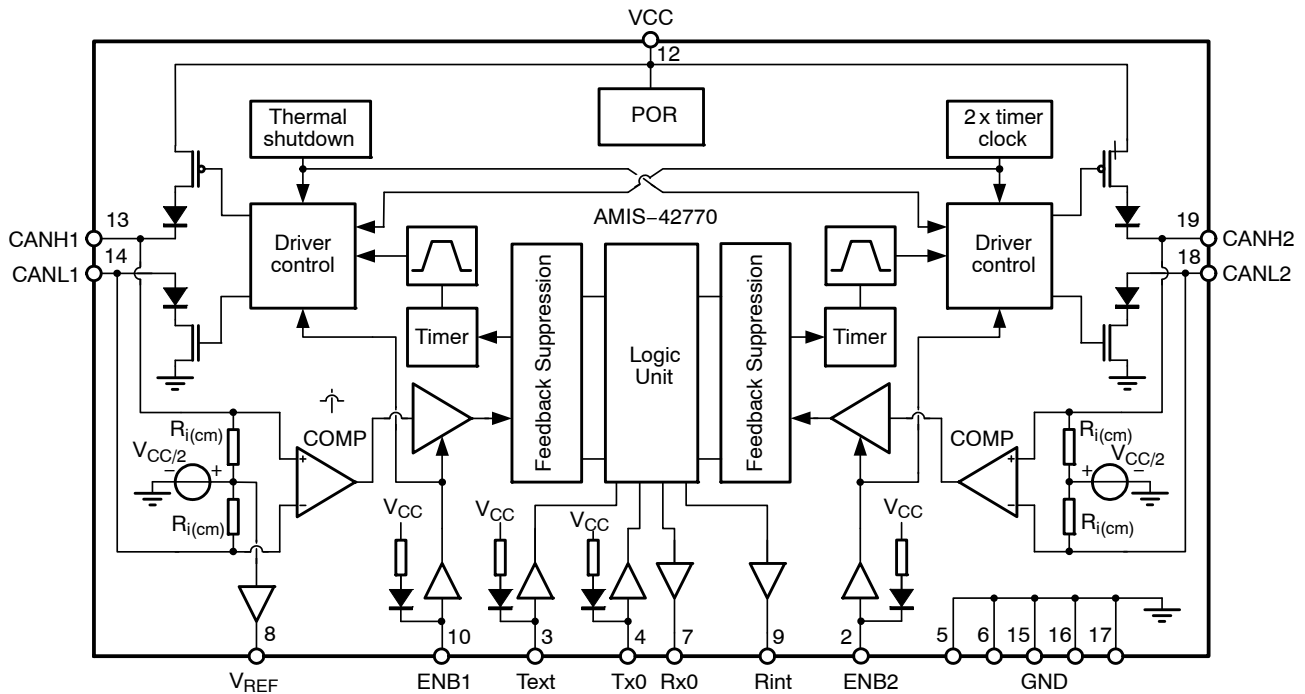 VCC
12
POR
Thermal
shutdown
2 x timer
clock
AMIS−42770
13
CANH1
14
CANL1
19
CANH2
18
CANL2
Driver
control
Driver
control
Timer
Timer
Feedback Suppression
Logic
Unit
Feedback Suppression
COMP
COMP
Ri(cm)
Ri(cm)
VCC/2
− +
+
−
Ri(cm)
Ri(cm)
VCC/2
+ −
+
−
VCC
VCC
VCC
VCC
8
10
3
4
7
9
2
5
6
15
16
17
VREF
ENB1
Text
Tx0
Rx0
Rint
ENB2
GND